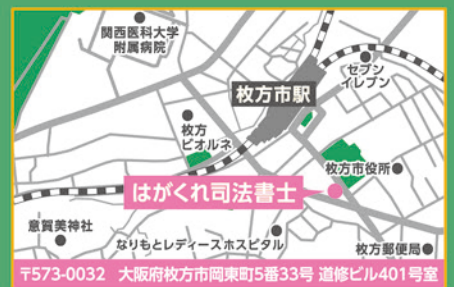 関西医科大学
附属病院
セブン
イレブン
枚方市駅
枚方
ビオルネ
枚方市役所
はがくれ司法書士
意賀美神社
なりもとレディースホスピタル
枚方郵便局
〒573-0032 大阪府枚方市岡東町5番33号 道修ビル401号室